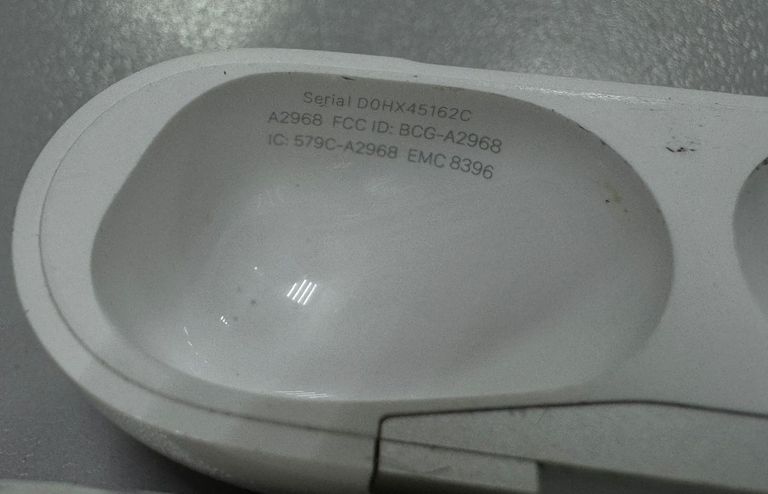 Serial D0HX45162C
A2968 FCC ID: BCG-A2968
IC: 579C-A2968 EMC 8396